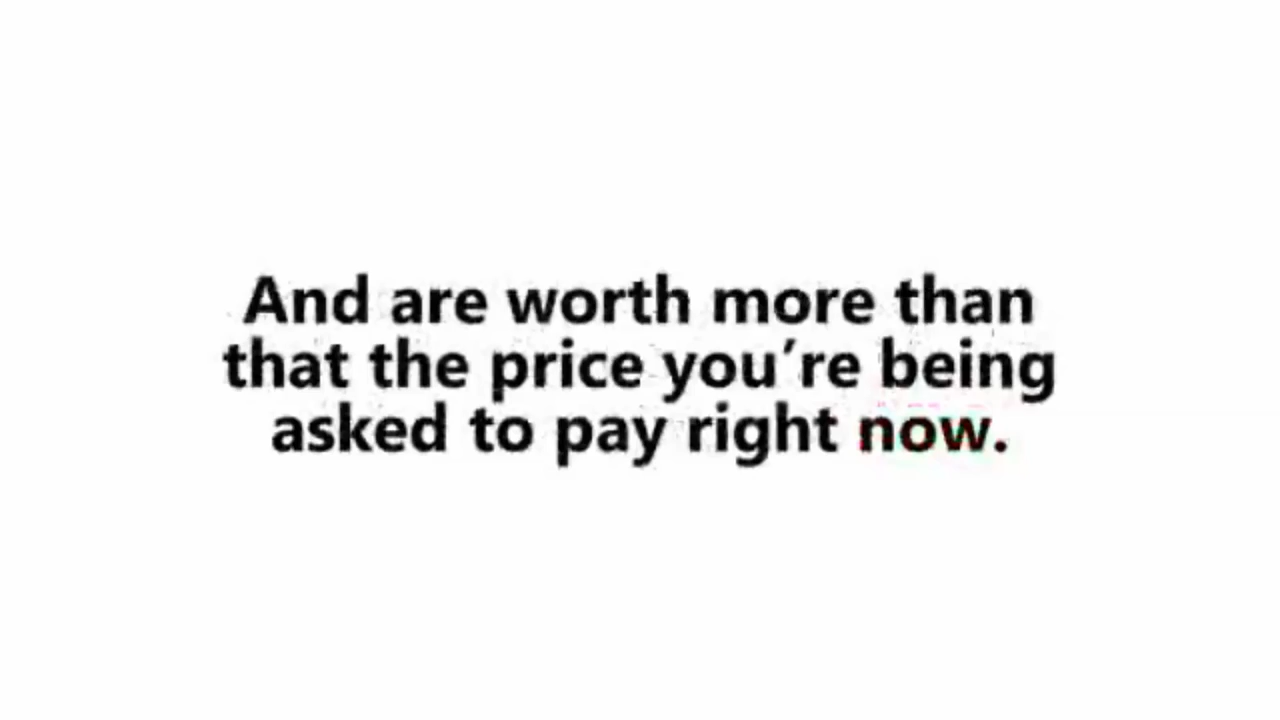 And are worth more than
that the price you're being
asked to pay right now.